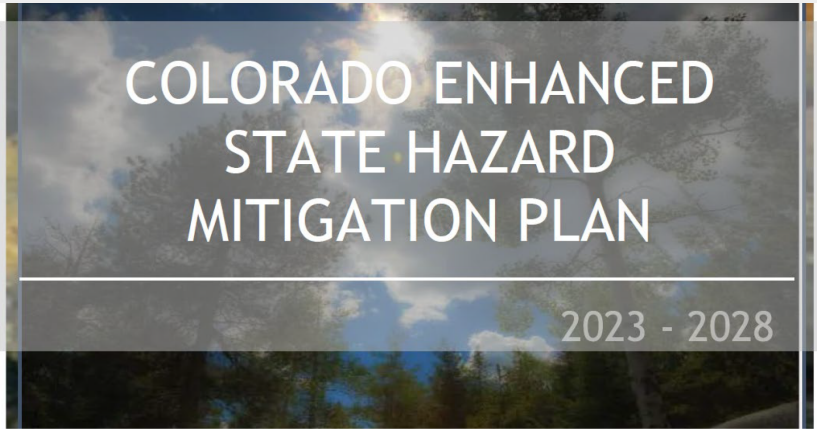 COLORADO ENHANCED
STATE HAZARD
MITIGATION PLAN
2023 - 2028